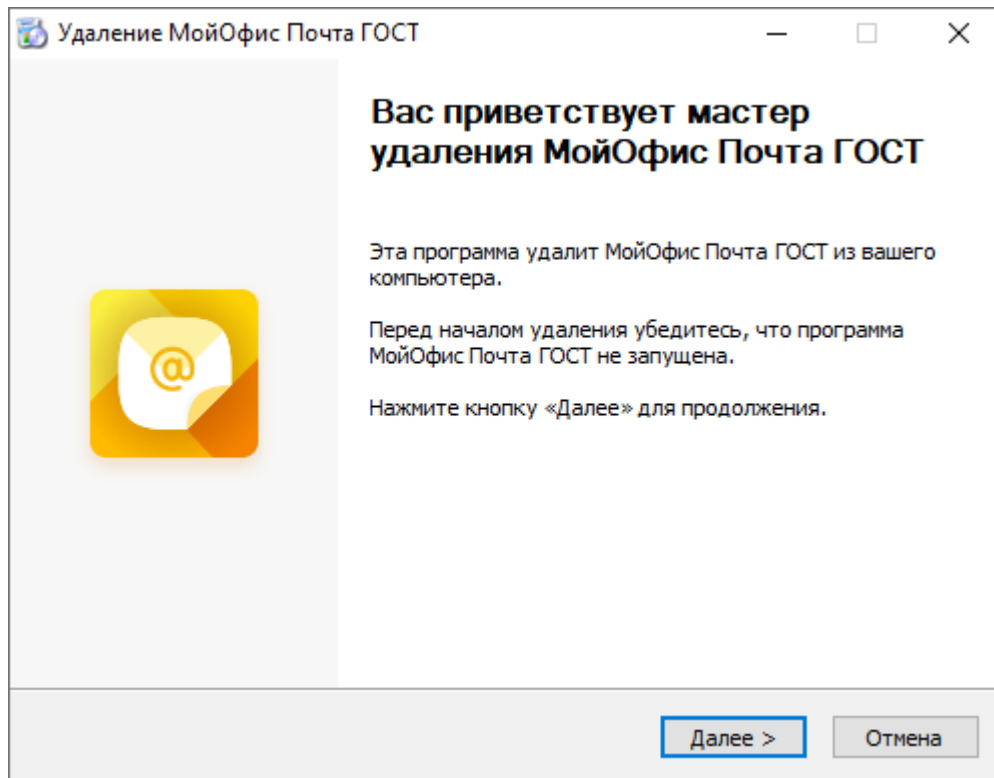 Удаление МойОфис Почта ГОСТ
Вас приветствует мастер
удаления МойОфис Почта ГОСТ
Эта программа удалит МойОфис Почта ГОСТ из вашего
компьютера.
Перед началом удаления убедитесь, что программа
МойОфис Почта ГОСТ не запущена.
Нажмите кнопку «Далее» для продолжения.
@
Далее >
Отмена